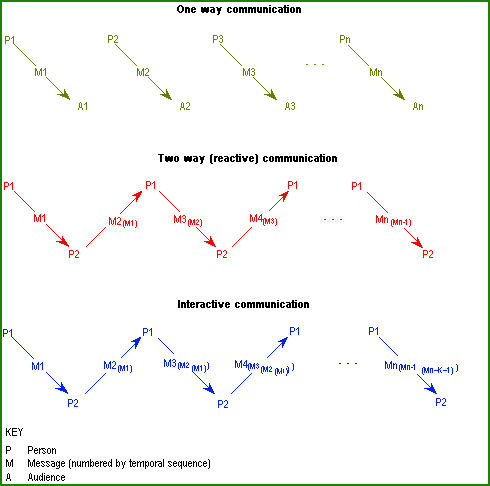 One way communication
P1 P2 P3 Pn
M1 M2 M3 . . . Mn
A1 A2 A3 An
Two way (reactive) communication
P1 P1 P1 P1
M1 M2(M1) M3(M2) M4(M3) . . . Mn(Mn-1)
P2 P2 P2
Interactive communication
P1 P1 P1 P1
M1 M2(M1) M3(M2(M1)) M4(M3(M2(M1))) . . . Mn(Mn-1(Mn-K-1))
P2 P2 P2
KEY
P Person
M Message (numbered by temporal sequence)
A Audience